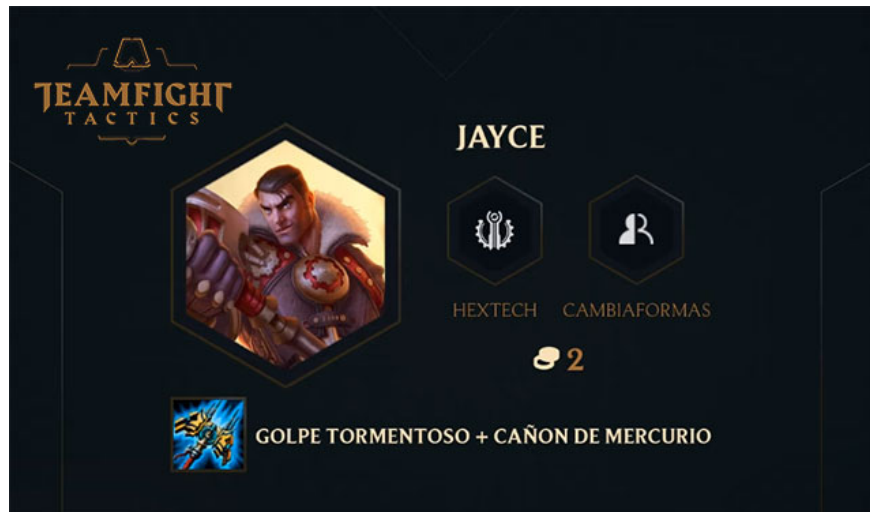 TEAMFIGHT
TACTICS
JAYCE
HEXTECH
CAMBIAFORMAS
2
GOLPE TORMENTOSO + CAÑON DE MERCURIO